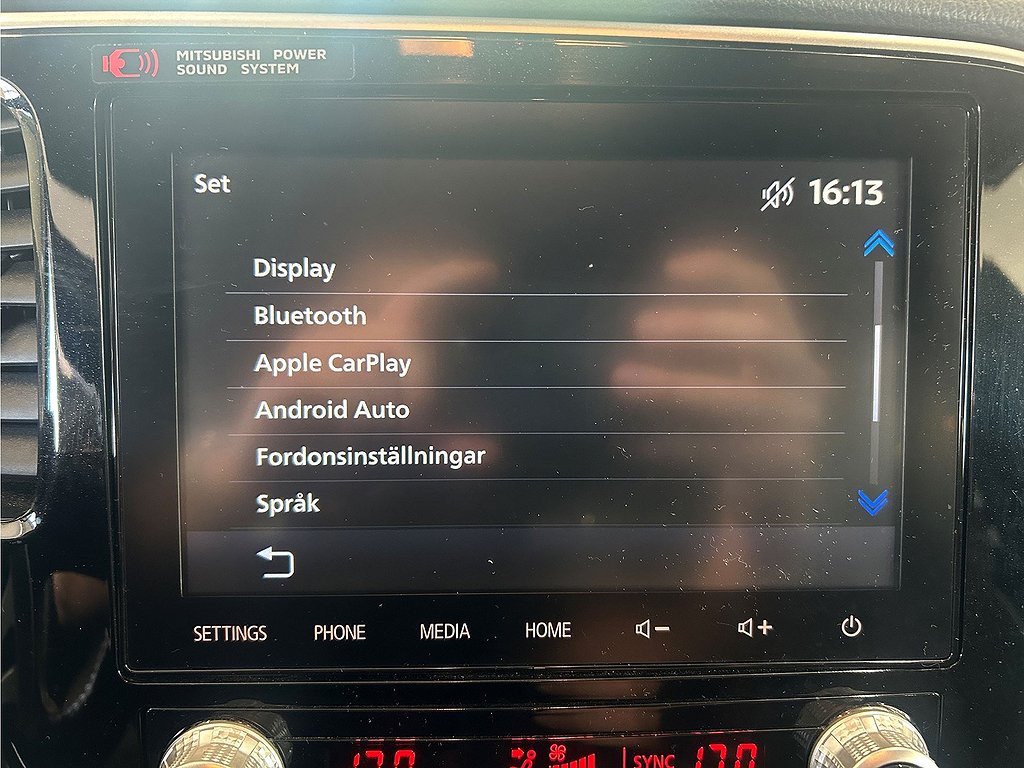 MITSUBISHI POWER
SOUND SYSTEM
Set
16:13
Display
Bluetooth
Apple CarPlay
Android Auto
Fordonsinställningar
Språk
SETTINGS PHONE MEDIA HOME
SYNC